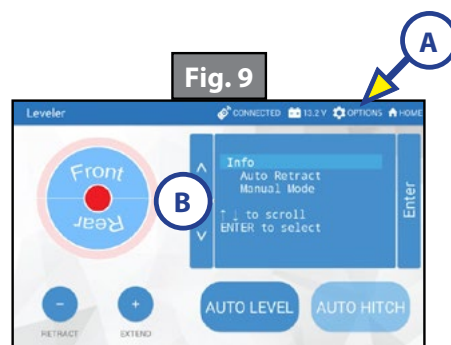 A
Fig. 9
Leveler CONNECTED 13.2 V OPTIONS HOME
Front
Rear
B
Info
Auto Retract
Manual Mode
↑ ↓ to scroll
ENTER to select
Enter
- +
RETRACT EXTEND
AUTO LEVEL AUTO HITCH